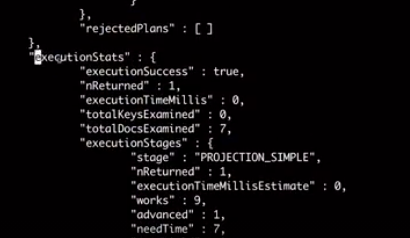 }
},
"rejectedPlans" : [ ]
},
"executionStats" : {
"executionSuccess" : true,
"nReturned" : 1,
"executionTimeMillis" : 0,
"totalKeysExamined" : 0,
"totalDocsExamined" : 7,
"executionStages" : {
"stage" : "PROJECTION_SIMPLE",
"nReturned" : 1,
"executionTimeMillisEstimate" : 0,
"works" : 9,
"advanced" : 1,
"needTime" : 7,